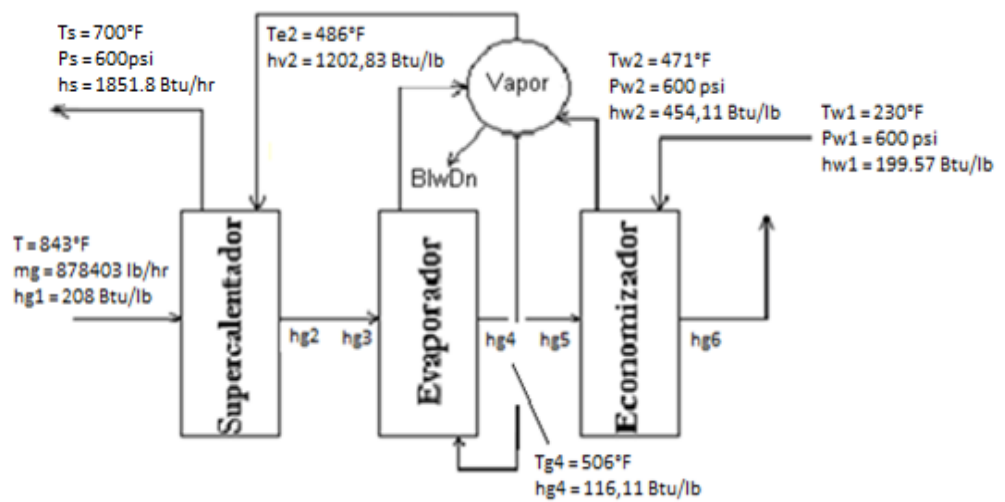 Ts = 700°F
Ps = 600psi
hs = 1851.8 Btu/hr
Te2 = 486°F
hv2 = 1202,83 Btu/lb
Vapor
Tw2 = 471°F
Pw2 = 600 psi
hw2 = 454,11 Btu/lb
Tw1 = 230°F
Pw1 = 600 psi
hw1 = 199.57 Btu/lb
BlwDn
T = 843°F
mg = 878403 lb/hr
hg1 = 208 Btu/lb
Supercalentador
hg2
hg3
Evaporador
hg4
hg5
Economizador
hg6
Tg4 = 506°F
hg4 = 116,11 Btu/lb